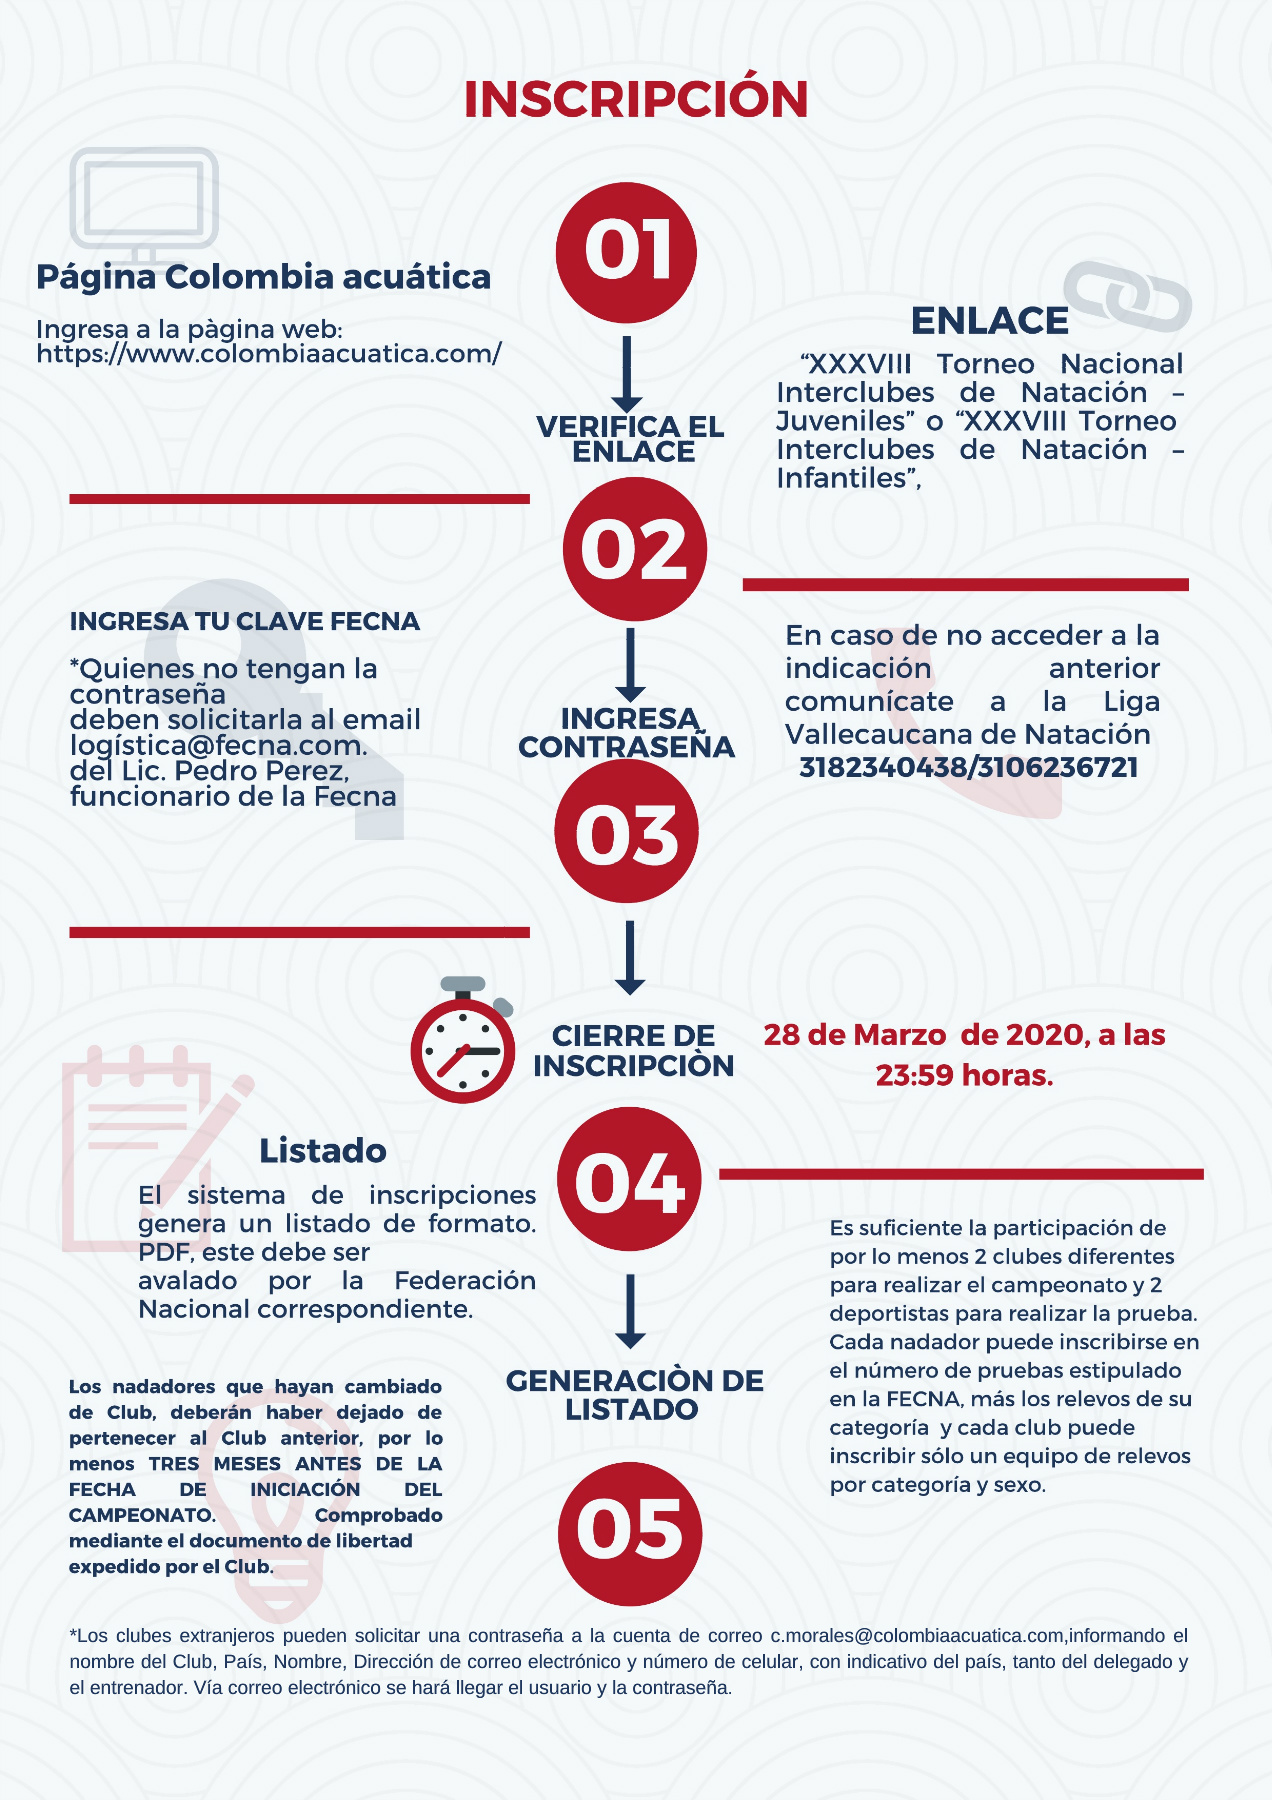 INSCRIPCIÓN
01
Página Colombia acuática
Ingresa a la pàgina web:
https://www.colombiaacuatica.com/
ENLACE
“XXXVIII Torneo Nacional
Interclubes de Natación –
Juveniles” o “XXXVIII Torneo
Interclubes de Natación –
Infantiles”,
VERIFICA EL
ENLACE
02
INGRESA TU CLAVE FECNA
*Quienes no tengan la
contraseña
deben solicitarla al email
logística@fecna.com.
del Lic. Pedro Perez,
funcionario de la Fecna
En caso de no acceder a la
indicación anterior
comunícate a la Liga
Vallecaucana de Natación
3182340438/3106236721
INGRESA
CONTRASEÑA
03
CIERRE DE
INSCRIPCIÒN
28 de Marzo de 2020, a las
23:59 horas.
04
Listado
El sistema de inscripciones
genera un listado de formato.
PDF, este debe ser
avalado por la Federación
Nacional correspondiente.
Es suficiente la participación de
por lo menos 2 clubes diferentes
para realizar el campeonato y 2
deportistas para realizar la prueba.
Cada nadador puede inscribirse en
el número de pruebas estipulado
en la FECNA, más los relevos de su
categoría y cada club puede
inscribir sólo un equipo de relevos
por categoría y sexo.
GENERACIÒN DE
LISTADO
05
Los nadadores que hayan cambiado
de Club, deberán haber dejado de
pertenecer al Club anterior, por lo
menos TRES MESES ANTES DE LA
FECHA DE INICIACIÓN DEL
CAMPEONATO. Comprobado
mediante el documento de libertad
expedido por el Club.
*Los clubes extranjeros pueden solicitar una contraseña a la cuenta de correo c.morales@colombiaacuatica.com,informando el
nombre del Club, País, Nombre, Dirección de correo electrónico y número de celular, con indicativo del país, tanto del delegado y
el entrenador. Vía correo electrónico se hará llegar el usuario y la contraseña.